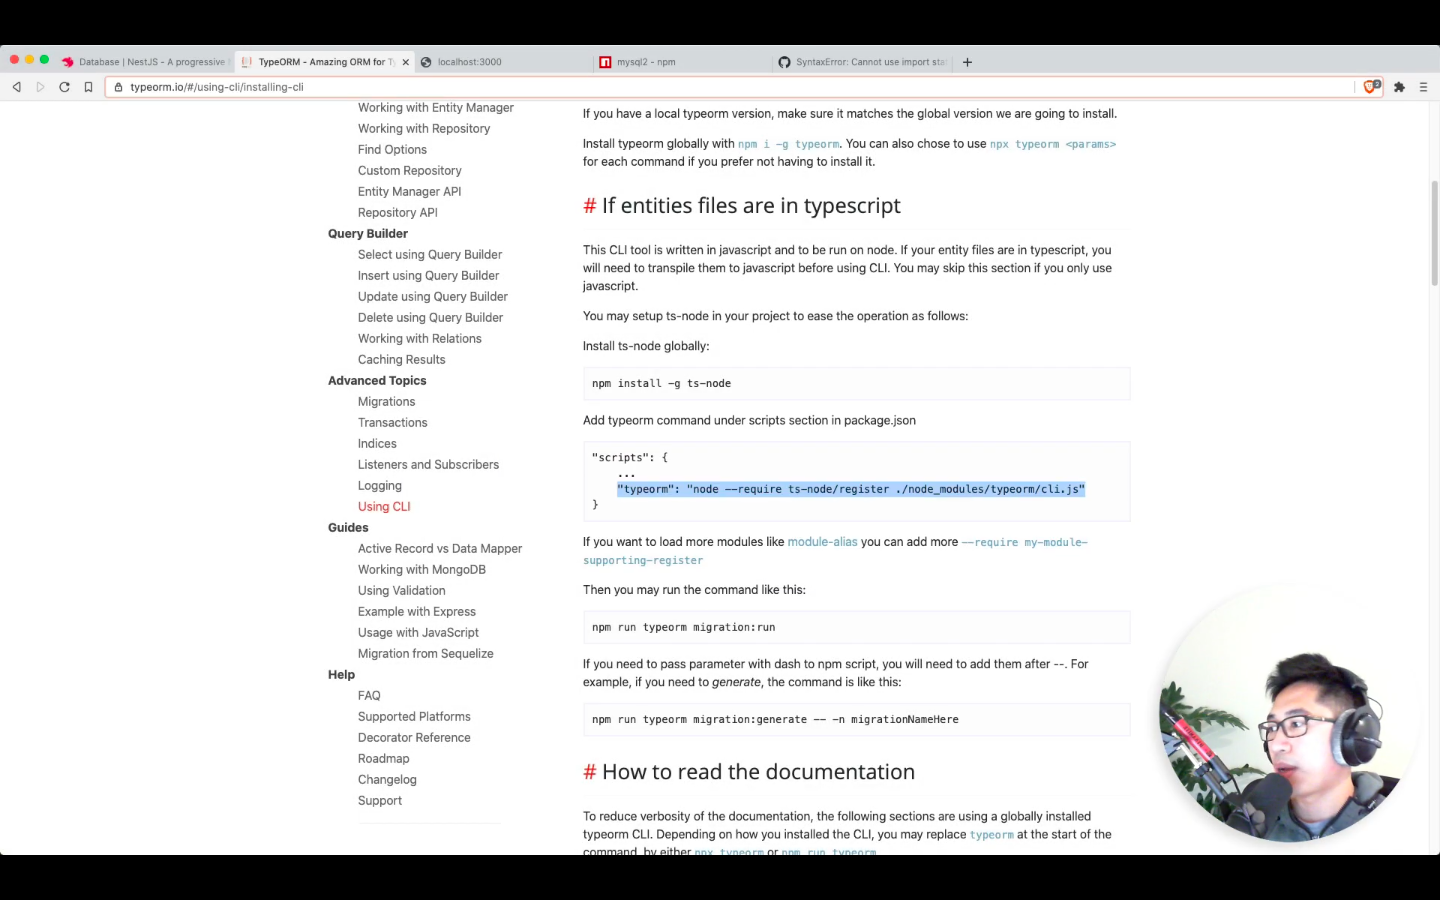 Database | NestJS - A progressive
TypeORM - Amazing ORM for T
localhost:3000
mysql2 - npm
SyntaxError: Cannot use import sta
typeorm.io/#/using-cli/installing-cli
Working with Entity Manager
Working with Repository
Find Options
Custom Repository
Entity Manager API
Repository API
Query Builder
Select using Query Builder
Insert using Query Builder
Update using Query Builder
Delete using Query Builder
Working with Relations
Caching Results
Advanced Topics
Migrations
Transactions
Indices
Listeners and Subscribers
Logging
Using CLI
Guides
Active Record vs Data Mapper
Working with MongoDB
Using Validation
Example with Express
Usage with JavaScript
Migration from Sequelize
Help
FAQ
Supported Platforms
Decorator Reference
Roadmap
Changelog
Support
If you have a local typeorm version, make sure it matches the global version we are going to install.
Install typeorm globally with npm i -g typeorm. You can also chose to use npx typeorm <params>
for each command if you prefer not having to install it.
# If entities files are in typescript
This CLI tool is written in javascript and to be run on node. If your entity files are in typescript, you
will need to transpile them to javascript before using CLI. You may skip this section if you only use
javascript.
You may setup ts-node in your project to ease the operation as follows:
Install ts-node globally:
npm install -g ts-node
Add typeorm command under scripts section in package.json
"scripts": {
...
"typeorm": "node --require ts-node/register ./node_modules/typeorm/cli.js"
}
If you want to load more modules like module-alias you can add more --require my-module-
supporting-register
Then you may run the command like this:
npm run typeorm migration:run
If you need to pass parameter with dash to npm script, you will need to add them after --. For
example, if you need to generate, the command is like this:
npm run typeorm migration:generate -- -n migrationNameHere
# How to read the documentation
To reduce verbosity of the documentation, the following sections are using a globally installed
typeorm CLI. Depending on how you installed the CLI, you may replace typeorm at the start of the
command, by either npx typeorm or npm run typeorm.